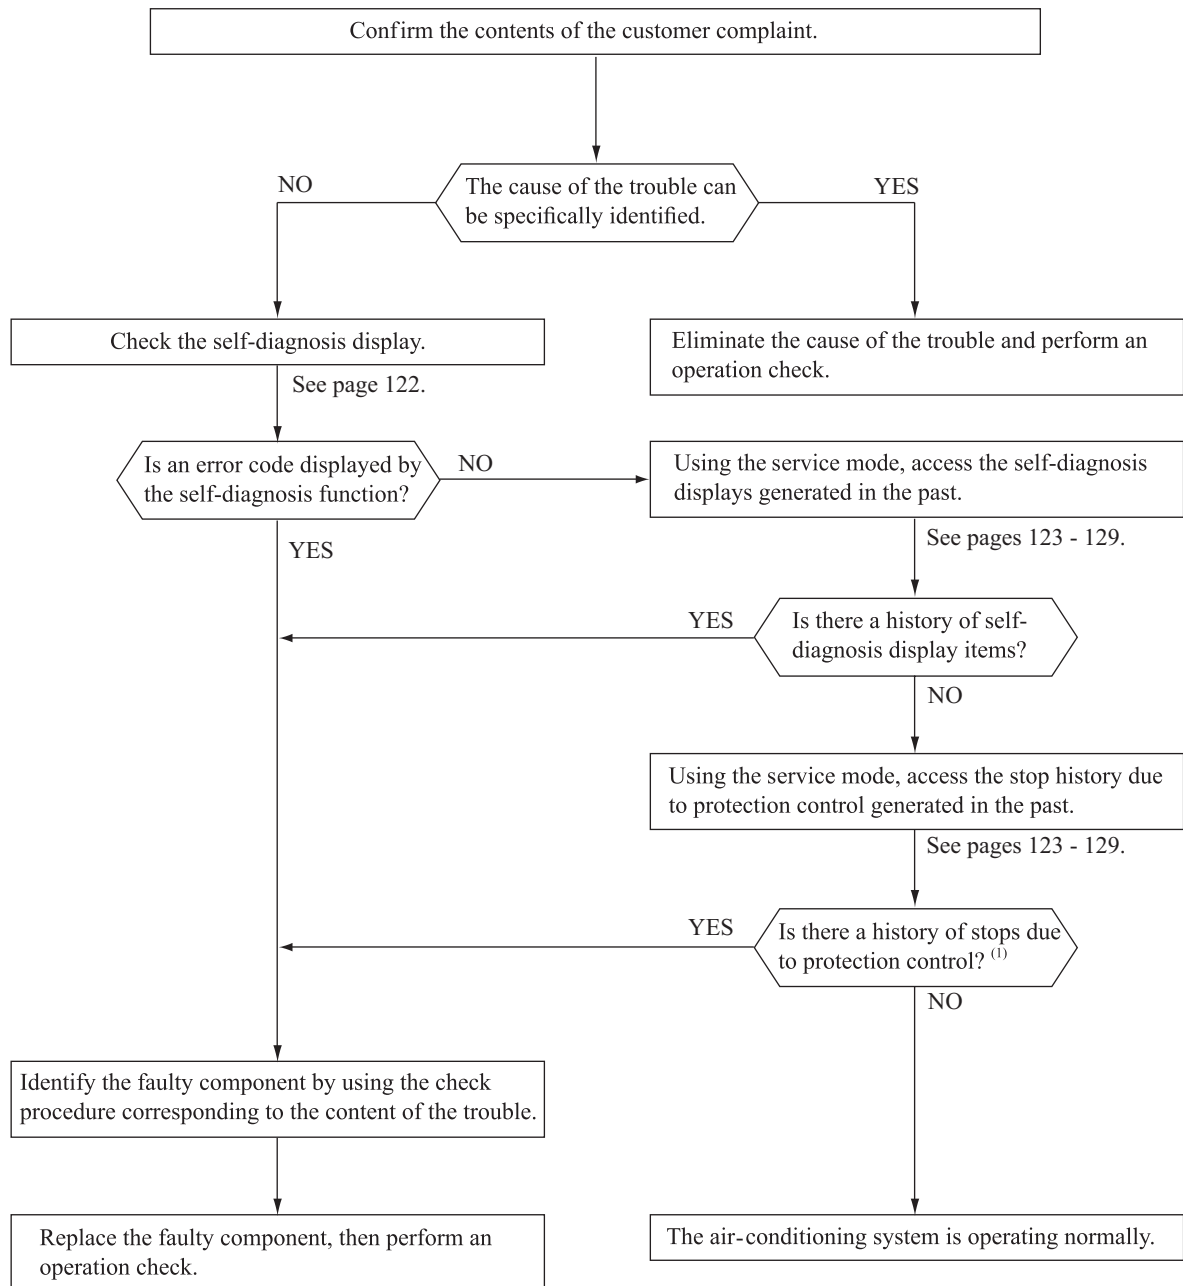 Confirm the contents of the customer complaint.
NO
The cause of the trouble can
be specifically identified.
YES
Check the self-diagnosis display.
Eliminate the cause of the trouble and perform an
operation check.
See page 122.
Is an error code displayed by
the self-diagnosis function?
NO
Using the service mode, access the self-diagnosis
displays generated in the past.
YES
See pages 123 - 129.
YES
Is there a history of self-
diagnosis display items?
NO
Using the service mode, access the stop history due
to protection control generated in the past.
See pages 123 - 129.
YES
Is there a history of stops due
to protection control? (1)
NO
Identify the faulty component by using the check
procedure corresponding to the content of the trouble.
Replace the faulty component, then perform an
operation check.
The air-conditioning system is operating normally.